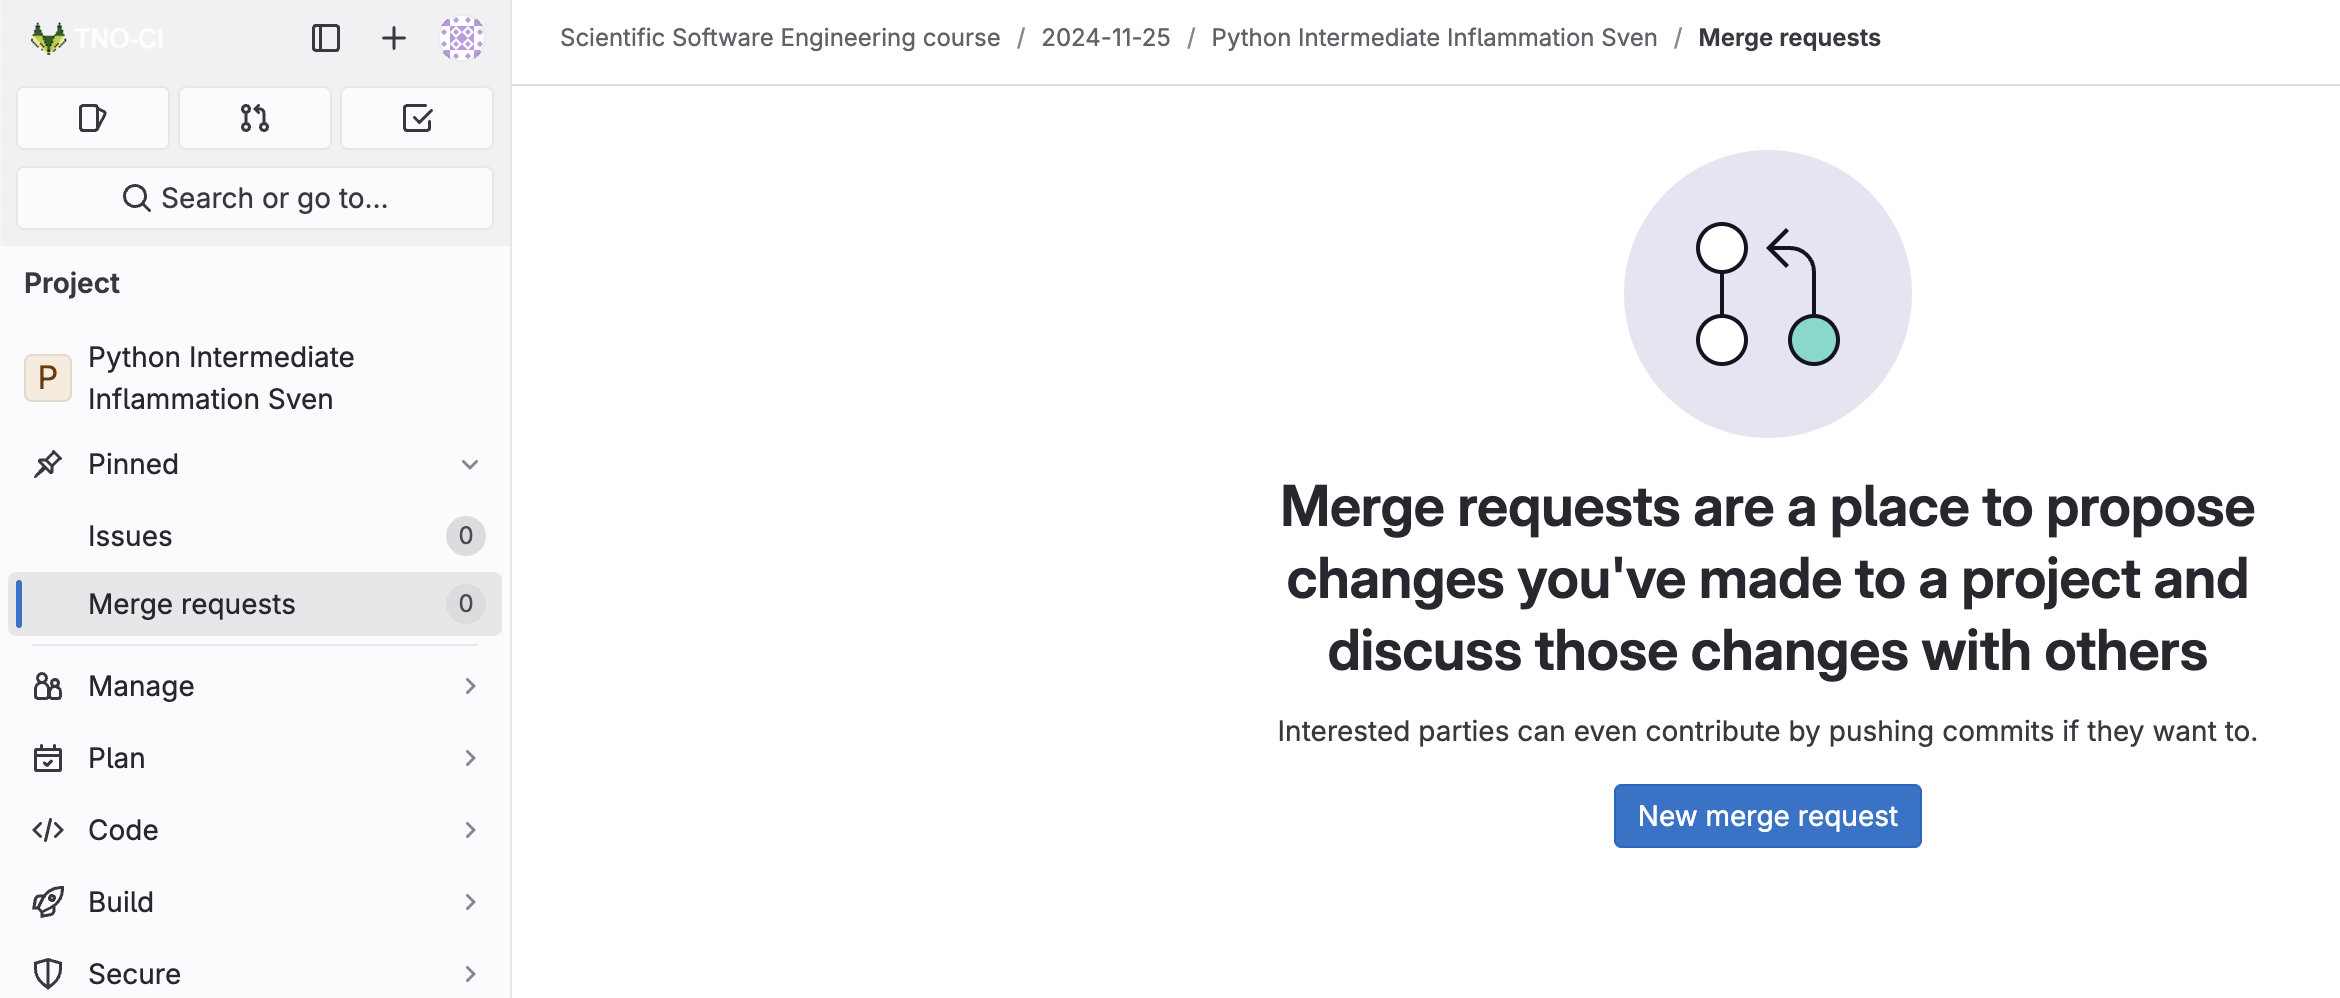 TNO-CI
Search or go to...
Project
P
Python Intermediate
Inflammation Sven
Pinned
Issues 0
Merge requests 0
Manage
Plan
Code
Build
Secure
Scientific Software Engineering course / 2024-11-25 / Python Intermediate Inflammation Sven / Merge requests
Merge requests are a place to propose
changes you've made to a project and
discuss those changes with others
Interested parties can even contribute by pushing commits if they want to.
New merge request